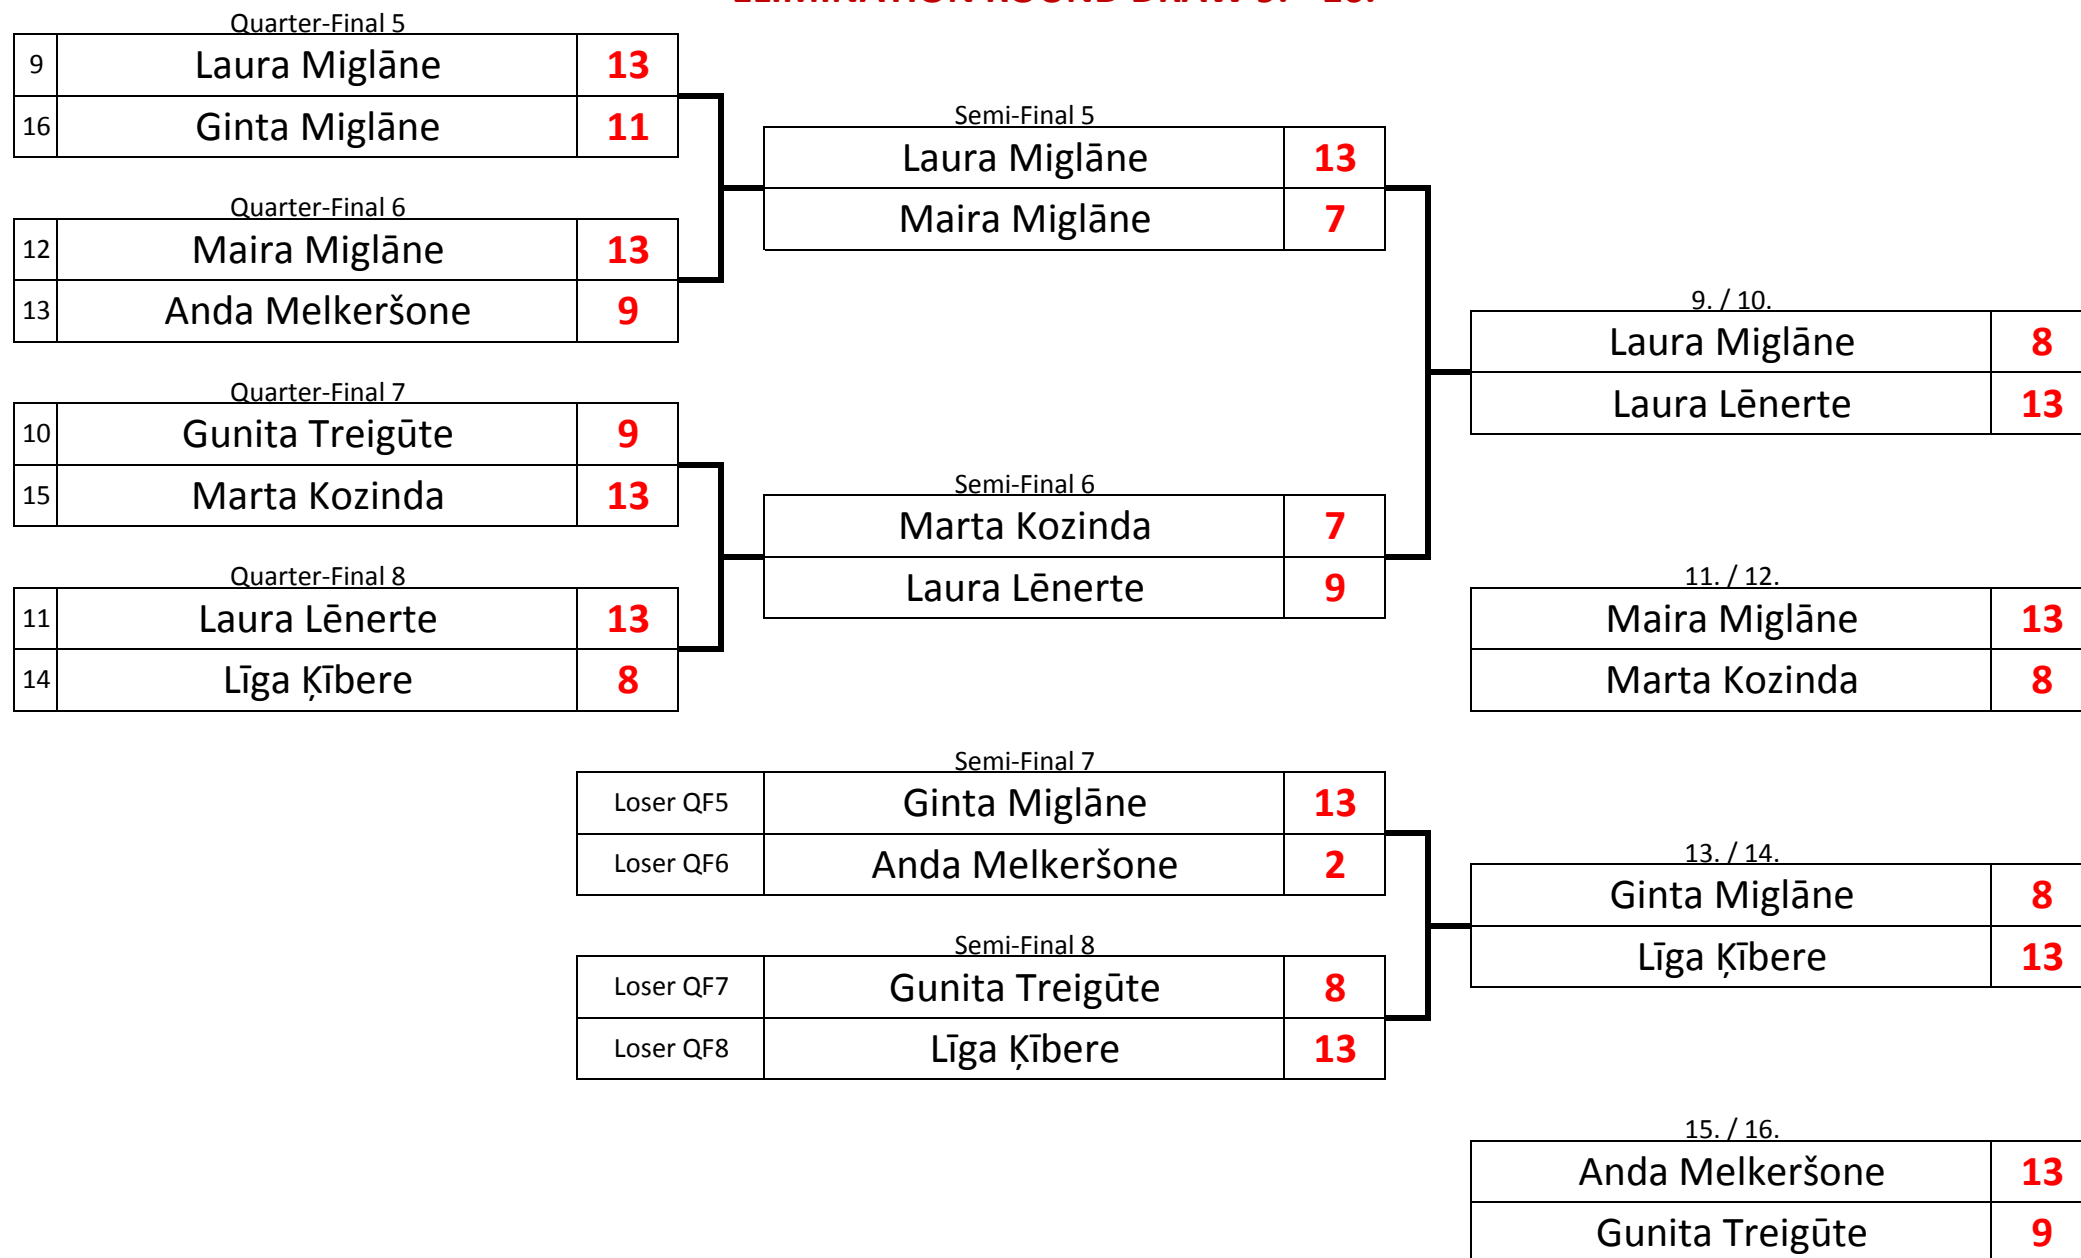 ELIMINATION ROUND DRAW 9. - 16.
Quarter-Final 5
9 Laura Miglāne 13
16 Ginta Miglāne 11
Semi-Final 5
Laura Miglāne 13
Maira Miglāne 7
Quarter-Final 6
12 Maira Miglāne 13
13 Anda Melkeršone 9
9. / 10.
Laura Miglāne 8
Laura Lēnerte 13
Quarter-Final 7
10 Gunita Treigūte 9
15 Marta Kozinda 13
Semi-Final 6
Marta Kozinda 7
Laura Lēnerte 9
Quarter-Final 8
11 Laura Lēnerte 13
14 Līga Ķībere 8
11. / 12.
Maira Miglāne 13
Marta Kozinda 8
Semi-Final 7
Loser QF5 Ginta Miglāne 13
Loser QF6 Anda Melkeršone 2
13. / 14.
Ginta Miglāne 8
Līga Ķībere 13
Semi-Final 8
Loser QF7 Gunita Treigūte 8
Loser QF8 Līga Ķībere 13
15. / 16.
Anda Melkeršone 13
Gunita Treigūte 9